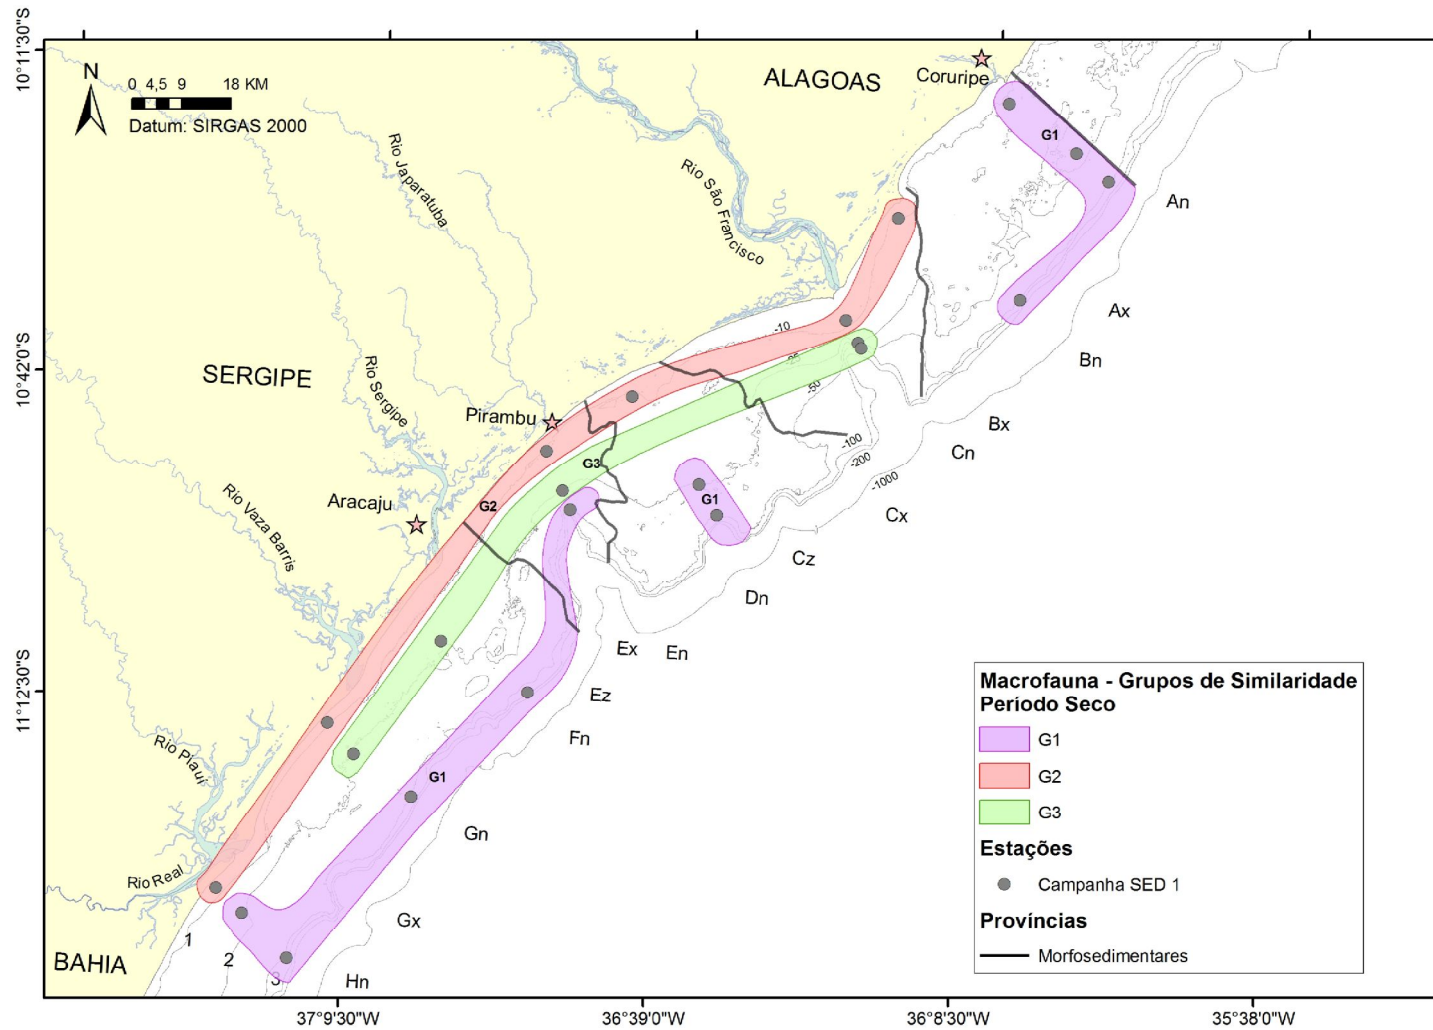 10°11'30"S
10°42'0"S
11°12'30"S
N
0 4,5 9 18 KM
Datum: SIRGAS 2000
ALAGOAS
Coruripe
Rio Japaratuba
Rio São Francisco
G1
An
Ax
Bn
Bx
Cn
Cx
Cz
Dn
En
Ex
Ez
Fn
Gn
Gx
Hn
SERGIPE
Rio Sergipe
Pirambu
Aracaju
Rio Vaza Barris
-10
-25
-50
-100
-200
-1000
G3
G2
G1
G1
Rio Piauí
Rio Real
BAHIA
1
2
3
Macrofauna - Grupos de Similaridade
Período Seco
G1
G2
G3
Estações
Campanha SED 1
Províncias
Morfosedimentares
37°9'30"W
36°39'0"W
36°8'30"W
35°38'0"W